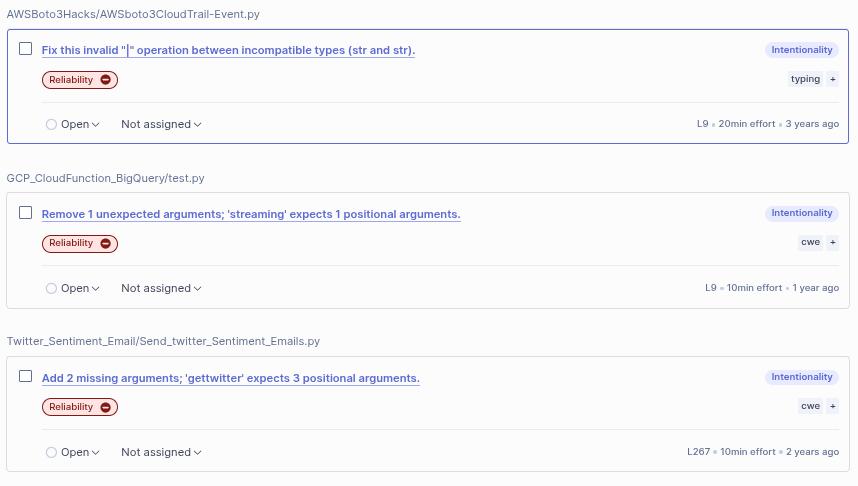 AWSBoto3Hacks/AWSboto3CloudTrail-Event.py
Fix this invalid "|" operation between incompatible types (str and str).
Intentionality
Reliability
typing +
Open Not assigned
L9 • 20min effort • 3 years ago
GCP_CloudFunction_BigQuery/test.py
Remove 1 unexpected arguments; 'streaming' expects 1 positional arguments.
Intentionality
Reliability
cwe +
Open Not assigned
L9 • 10min effort • 1 year ago
Twitter_Sentiment_Email/Send_twitter_Sentiment_Emails.py
Add 2 missing arguments; 'gettwitter' expects 3 positional arguments.
Intentionality
Reliability
cwe +
Open Not assigned
L267 • 10min effort • 2 years ago